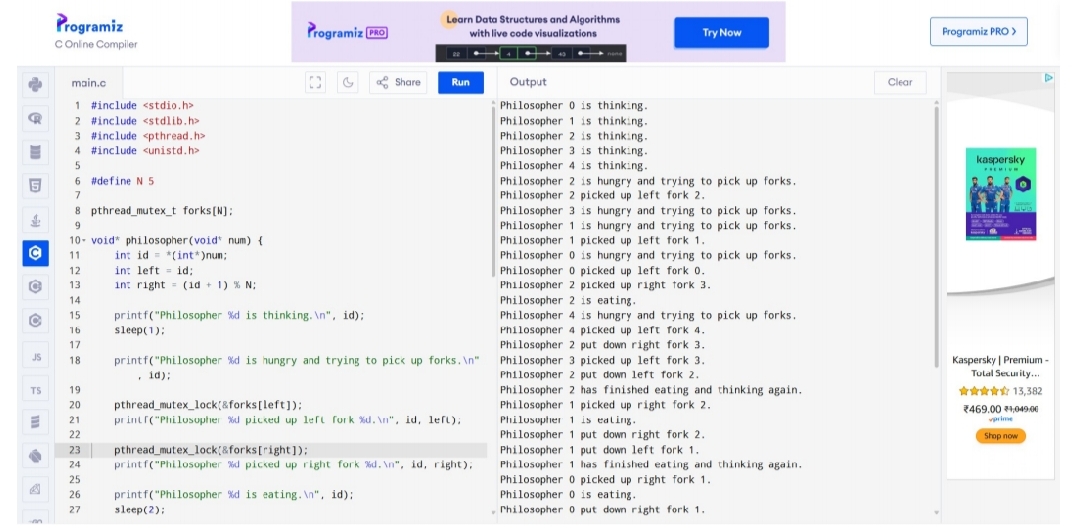 Programiz
C Online Compiler
Programiz PRO
Learn Data Structures and Algorithms
with live code visualizations
Try Now
Programiz PRO >
main.c
Share
Run
Output
Clear
1 #include <stdio.h>
2 #include <stdlib.h>
3 #include <pthread.h>
4 #include <unistd.h>
5
6 #define N 5
7
8 pthread_mutex_t forks[N];
9
10 void* philosopher(void* num) {
11 int id = *(int*)num;
12 int left = id;
13 int right = (id + 1) % N;
14
15 printf("Philosopher %d is thinking.\n", id);
16 sleep(1);
17
18 printf("Philosopher %d is hungry and trying to pick up forks.\n"
, id);
19
20 pthread_mutex_lock(&forks[left]);
21 printf("Philosopher %d picked up left fork %d.\n", id, left);
22
23 pthread_mutex_lock(&forks[right]);
24 printf("Philosopher %d picked up right fork %d.\n", id, right);
25
26 printf("Philosopher %d is eating.\n", id);
27 sleep(2);
Philosopher 0 is thinking.
Philosopher 1 is thinking.
Philosopher 2 is thinking.
Philosopher 3 is thinking.
Philosopher 4 is thinking.
Philosopher 2 is hungry and trying to pick up forks.
Philosopher 2 picked up left fork 2.
Philosopher 3 is hungry and trying to pick up forks.
Philosopher 1 is hungry and trying to pick up forks.
Philosopher 1 picked up left fork 1.
Philosopher 0 is hungry and trying to pick up forks.
Philosopher 0 picked up left fork 0.
Philosopher 2 picked up right fork 3.
Philosopher 2 is eating.
Philosopher 4 is hungry and trying to pick up forks.
Philosopher 4 picked up left fork 4.
Philosopher 2 put down right fork 3.
Philosopher 3 picked up left fork 3.
Philosopher 2 put down left fork 2.
Philosopher 2 has finished eating and thinking again.
Philosopher 1 picked up right fork 2.
Philosopher 1 is eating.
Philosopher 1 put down right fork 2.
Philosopher 1 put down left fork 1.
Philosopher 1 has finished eating and thinking again.
Philosopher 0 picked up right fork 1.
Philosopher 0 is eating.
Philosopher 0 put down right fork 1.
JS
TS
kaspersky
PREMIUM
Kaspersky | Premium -
Total Security...
13,382
₹469.00 ₹1,049.00
prime
Shop now